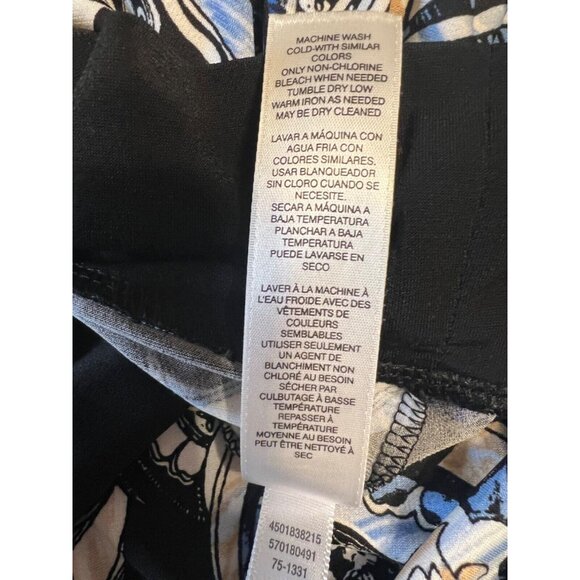 MACHINE WASH
COLD-WITH SIMILAR
COLORS
ONLY NON-CHLORINE
BLEACH WHEN NEEDED
TUMBLE DRY LOW
WARM IRON AS NEEDED
MAY BE DRY CLEANED
LAVAR A MÁQUINA CON
AGUA FRIA CON
COLORES SIMILARES.
USAR BLANQUEADOR
SIN CLORO CUANDO SE
NECESITE.
SECAR A MÁQUINA A
BAJA TEMPERATURA
PLANCHAR A BAJA
TEMPERATURA
PUEDE LAVARSE EN
SECO
LAVER À LA MACHINE À
L'EAU FROIDE AVEC DES
VÊTEMENTS DE
COULEURS
SEMBLABLES
UTILISER SEULEMENT
UN AGENT DE
BLANCHIMENT NON
CHLORÉ AU BESOIN
SÉCHER PAR
CULBUTAGE À BASSE
TEMPÉRATURE
REPASSER À
TEMPÉRATURE
MOYENNE AU BESOIN
PEUT ÊTRE NETTOYÉ À
SEC
4501838215
570180491
75-1331